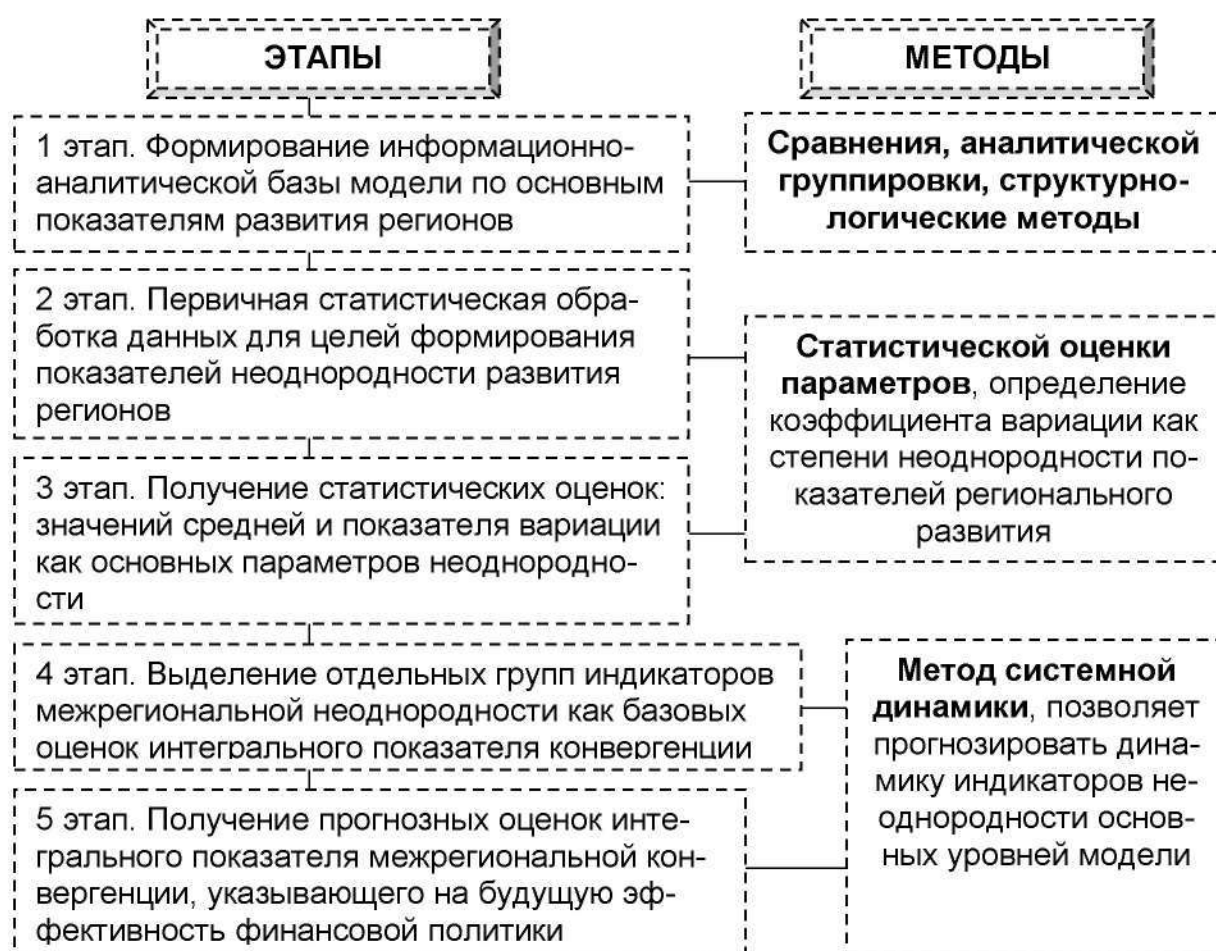 ЭТАПЫ
МЕТОДЫ
1 этап. Формирование информационно-
аналитической базы модели по основным
показателям развития регионов
Сравнения, аналитической
группировки, структурно-
логические методы
2 этап. Первичная статистическая обра-
ботка данных для целей формирования
показателей неоднородности развития
регионов
Статистической оценки
параметров, определение
коэффициента вариации как
степени неоднородности по-
казателей регионального
развития
3 этап. Получение статистических оценок:
значений средней и показателя вариации
как основных параметров неоднородно-
сти
4 этап. Выделение отдельных групп индикаторов
межрегиональной неоднородности как базовых
оценок интегрального показателя конвергенции
Метод системной
динамики, позволяет
прогнозировать дина-
мику индикаторов не-
однородности основ-
ных уровней модели
5 этап. Получение прогнозных оценок инте-
грального показателя межрегиональной кон-
вергенции, указывающего на будущую эф-
фективность финансовой политики